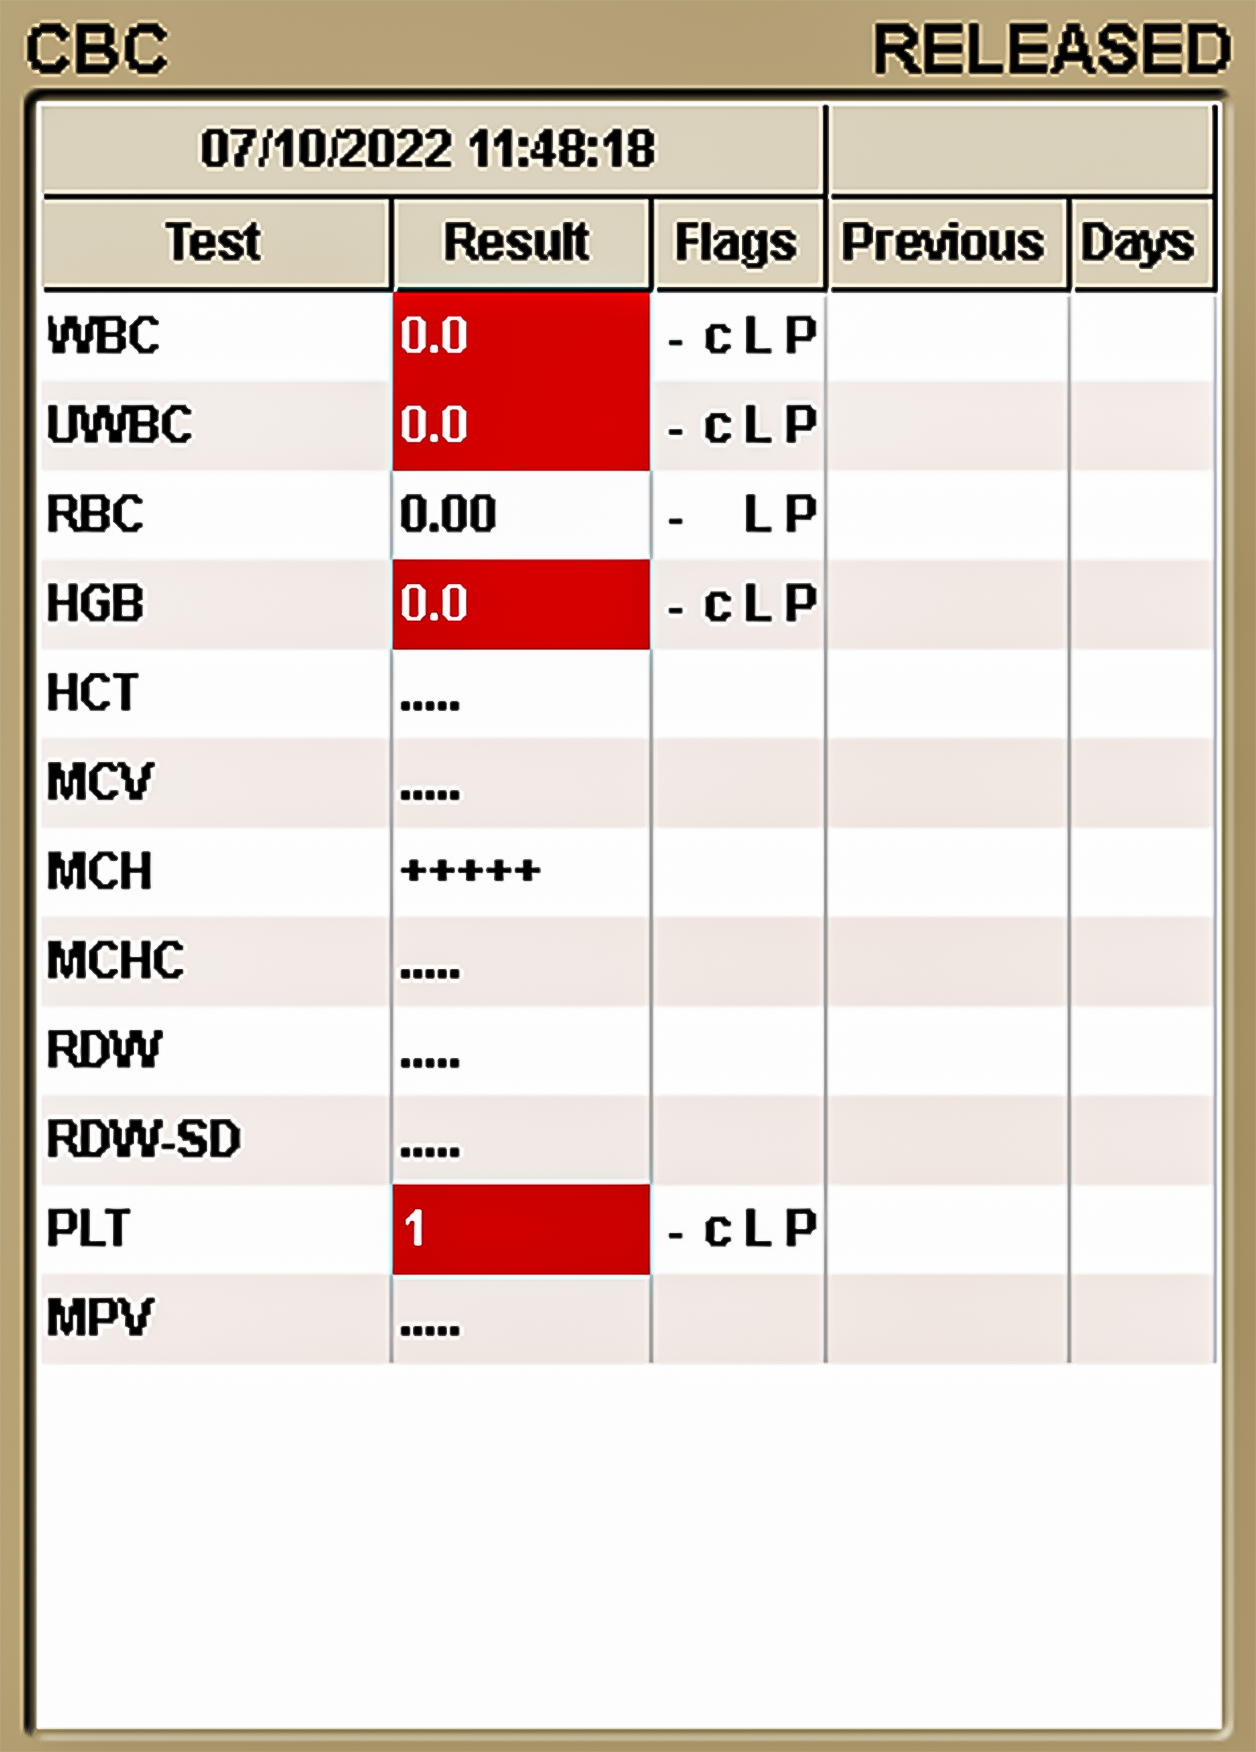 CBC RELEASED
07/10/2022 11:48:18
Test Result Flags Previous Days
WBC 0.0 - c L P
UWBC 0.0 - c L P
RBC 0.00 - L P
HGB 0.0 - c L P
HCT .....
MCV .....
MCH +++++
MCHC .....
RDW .....
RDW-SD .....
PLT 1 - c L P
MPV .....